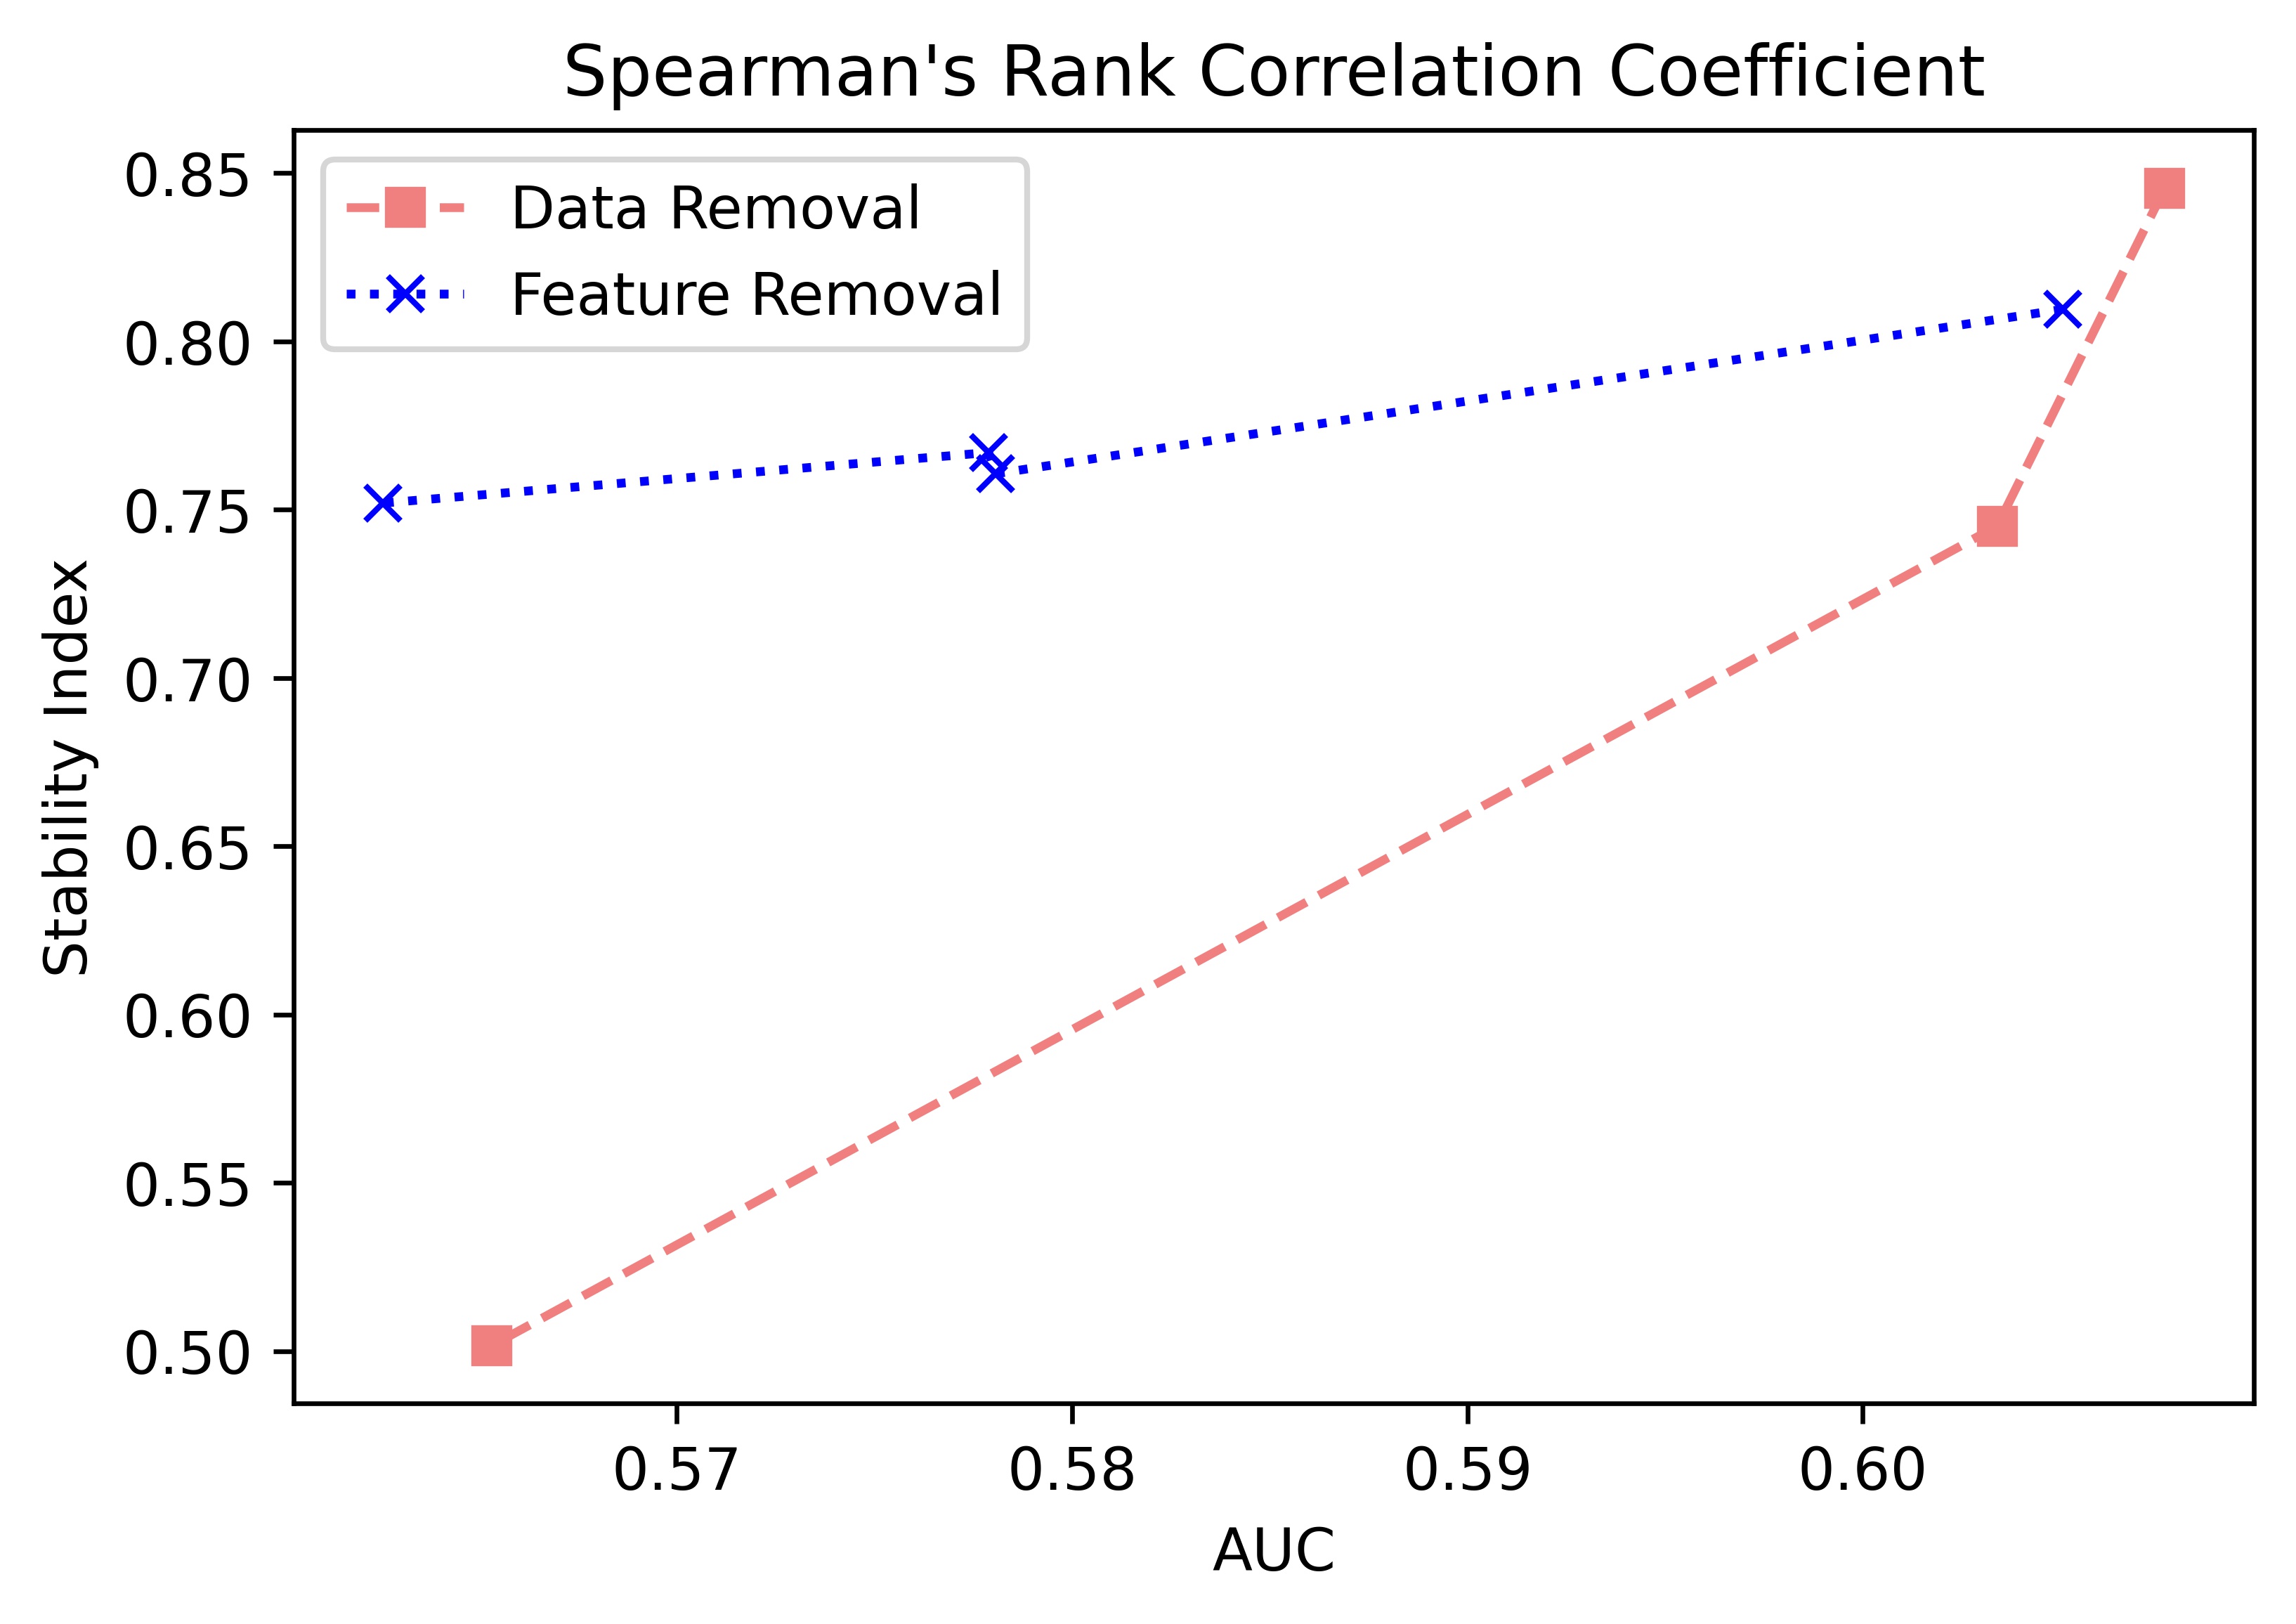 Spearman's Rank Correlation Coefficient
Data Removal
Feature Removal
0.85
0.80
0.75
0.70
0.65
0.60
0.55
0.50
Stability Index
0.57 0.58 0.59 0.60
AUC